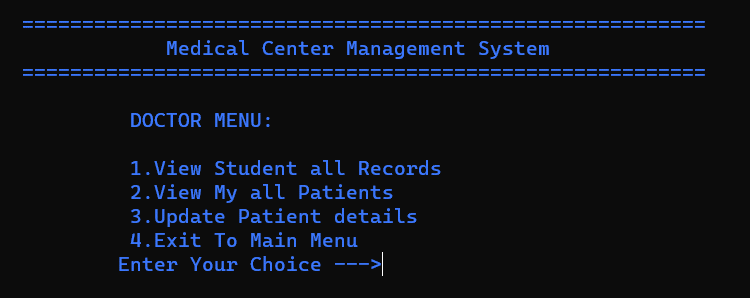 =========================================================
Medical Center Management System
=========================================================
DOCTOR MENU:
1.View Student all Records
2.View My all Patients
3.Update Patient details
4.Exit To Main Menu
Enter Your Choice --->